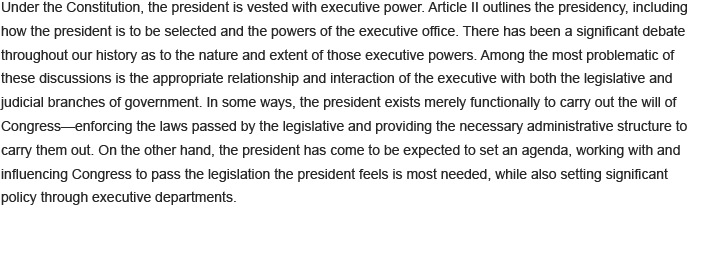 Under the Constitution, the president is vested with executive power. Article II outlines the presidency, including
how the president is to be selected and the powers of the executive office. There has been a significant debate
throughout our history as to the nature and extent of those executive powers. Among the most problematic of
these discussions is the appropriate relationship and interaction of the executive with both the legislative and
judicial branches of government. In some ways, the president exists merely functionally to carry out the will of
Congress—enforcing the laws passed by the legislative and providing the necessary administrative structure to
carry them out. On the other hand, the president has come to be expected to set an agenda, working with and
influencing Congress to pass the legislation the president feels is most needed, while also setting significant
policy through executive departments.